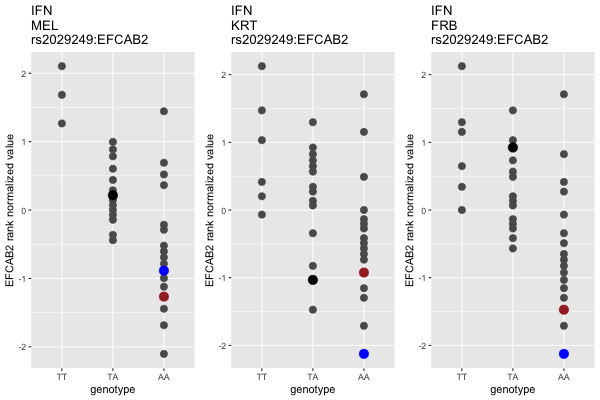 IFN
MEL
rs2029249:EFCAB2
EFCAB2 rank normalized value
2
1
0
-1
-2
TT
TA
AA
genotype
IFN
KRT
rs2029249:EFCAB2
EFCAB2 rank normalized value
2
1
0
-1
-2
TT
TA
AA
genotype
IFN
FRB
rs2029249:EFCAB2
EFCAB2 rank normalized value
2
1
0
-1
-2
TT
TA
AA
genotype